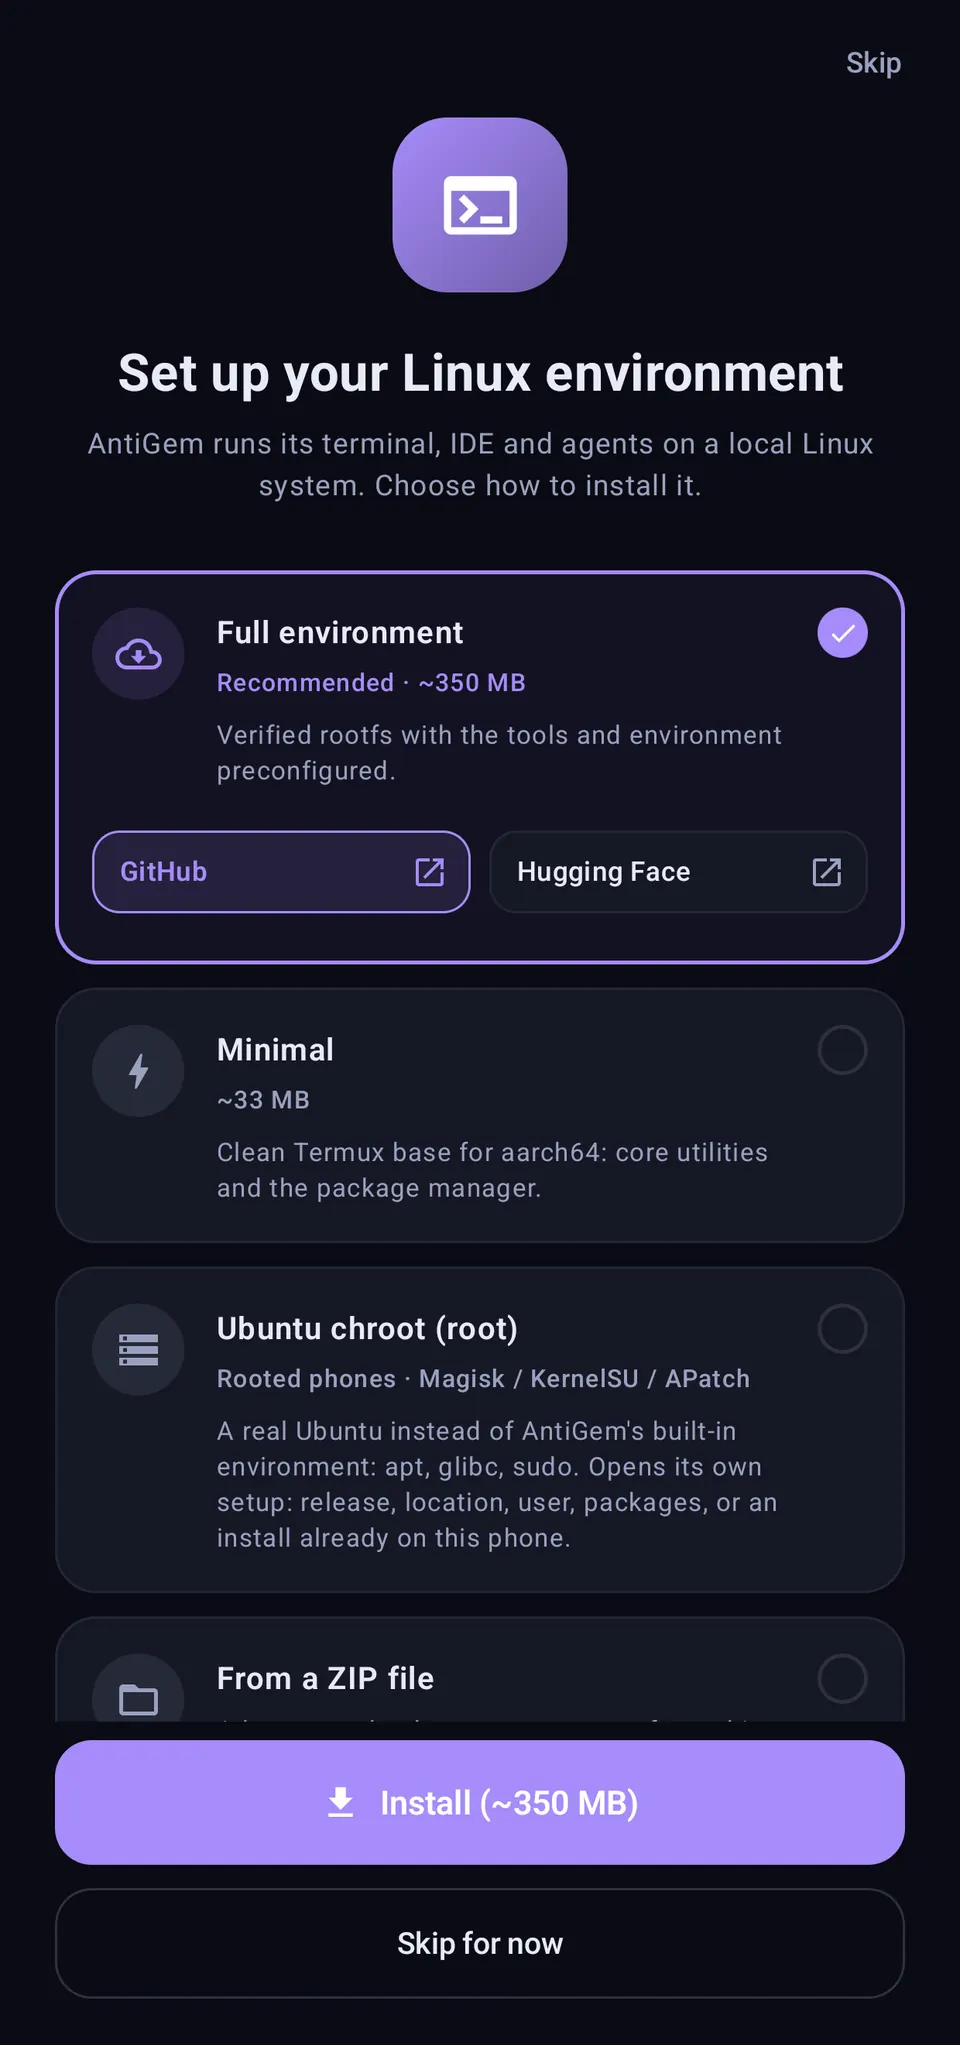 Skip
Set up your Linux environment
AntiGem runs its terminal, IDE and agents on a local Linux
system. Choose how to install it.
Full environment
Recommended · ~350 MB
Verified rootfs with the tools and environment
preconfigured.
GitHub
Hugging Face
Minimal
~33 MB
Clean Termux base for aarch64: core utilities
and the package manager.
Ubuntu chroot (root)
Rooted phones · Magisk / KernelSU / APatch
A real Ubuntu instead of AntiGem's built-in
environment: apt, glibc, sudo. Opens its own
setup: release, location, user, packages, or an
install already on this phone.
From a ZIP file
Install (~350 MB)
Skip for now